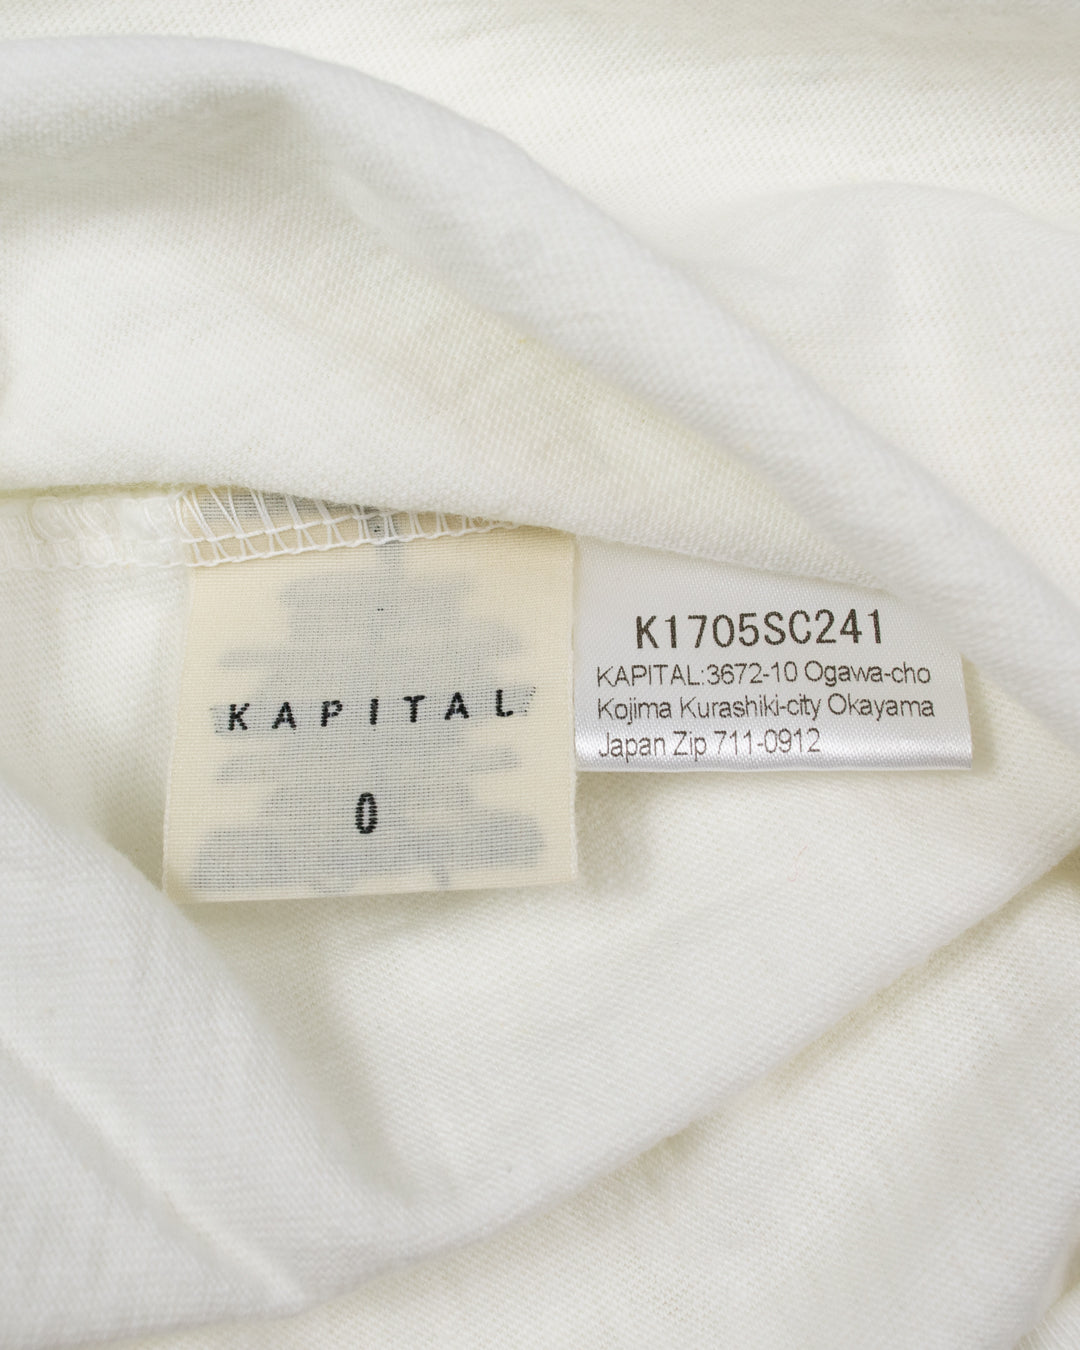 KAPITAL
0
K1705SC241
KAPITAL:3672-10 Ogawa-cho
Kojima Kurashiki-city Okayama
Japan Zip 711-0912